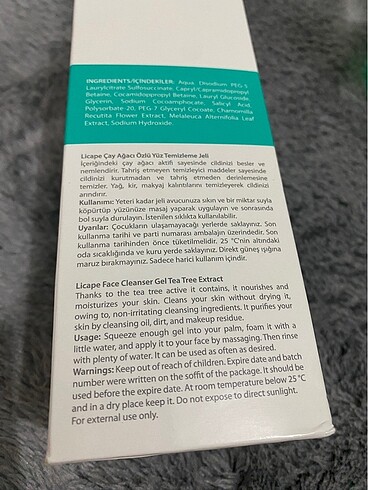 INGREDIENTS/İÇİNDEKİLER: Aqua, Disodium PEG-5
Laurylcitrate Sulfosuccinate, Capryl/Capramidopropyl
Betaine, Cocamidopropyl Betaine, Lauryl Glucoside,
Glycerin, Sodium Cocoamphocate, Salicyl Acid,
Polysorbate-20, PEG-7 Glyceryl Cocoate, Chamomilla
Recutita Flower Extract, Melaleuca Alternifolia Leaf
Extract, Sodium Hydroxide.
Licape Çay Ağacı Özlü Yüz Temizleme Jeli
İçeriğindeki çay ağacı aktifi sayesinde cildinizi besler ve
nemlendirir. Tahriş etmeyen temizleyici maddeler sayesinde
cildinizi kurutmadan ve tahriş etmeden derinlemesine
temizler. Yağ, kir, makyaj kalıntılarını temizleyerek cildinizi
arındırır.
Kullanımı: Yeteri kadar jeli avucunuza sıkın ve bir miktar suyla
köpürtüp yüzünüze masaj yaparak uygulayın ve sonrasında
bol suyla durulayın. İstenilen sıklıkta kullanılabilir.
Uyarılar: Çocukların ulaşamayacağı yerlerde saklayınız. Son
kullanma tarihi ve parti numarası ambalajın üzerindedir. Son
kullanma tarihinden önce tüketilmelidir. 25 °C'nin altındaki
oda sıcaklığında ve kuru yerde saklayınız. Direkt güneş ışığına
maruz bırakmayınız. Sadece harici kullanım içindir.
Licape Face Cleanser Gel Tea Tree Extract
Thanks to the tea tree active it contains, it nourishes and
moisturizes your skin. Cleans your skin without drying it,
owing to, non-irritating cleansing ingredients. It purifies your
skin by cleansing oil, dirt, and makeup residue.
Usage: Squeeze enough gel into your palm, foam it with a
little water, and apply it to your face by massaging. Then rinse
with plenty of water. It can be used as often as desired.
Warnings: Keep out of reach of children. Expire date and batch
number were written on the soffit of the package. It should be
used before the expire date. At room temperature below 25 °C
and in a dry place keep it. Do not expose to direct sunlight.
For external use only.